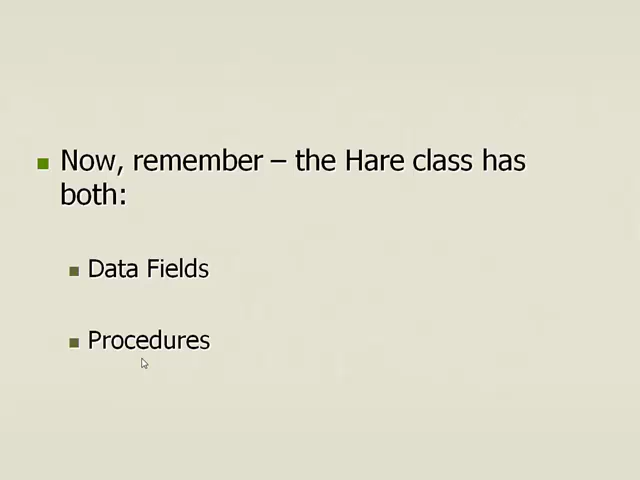 Now, remember – the Hare class has
both:
Data Fields
Procedures